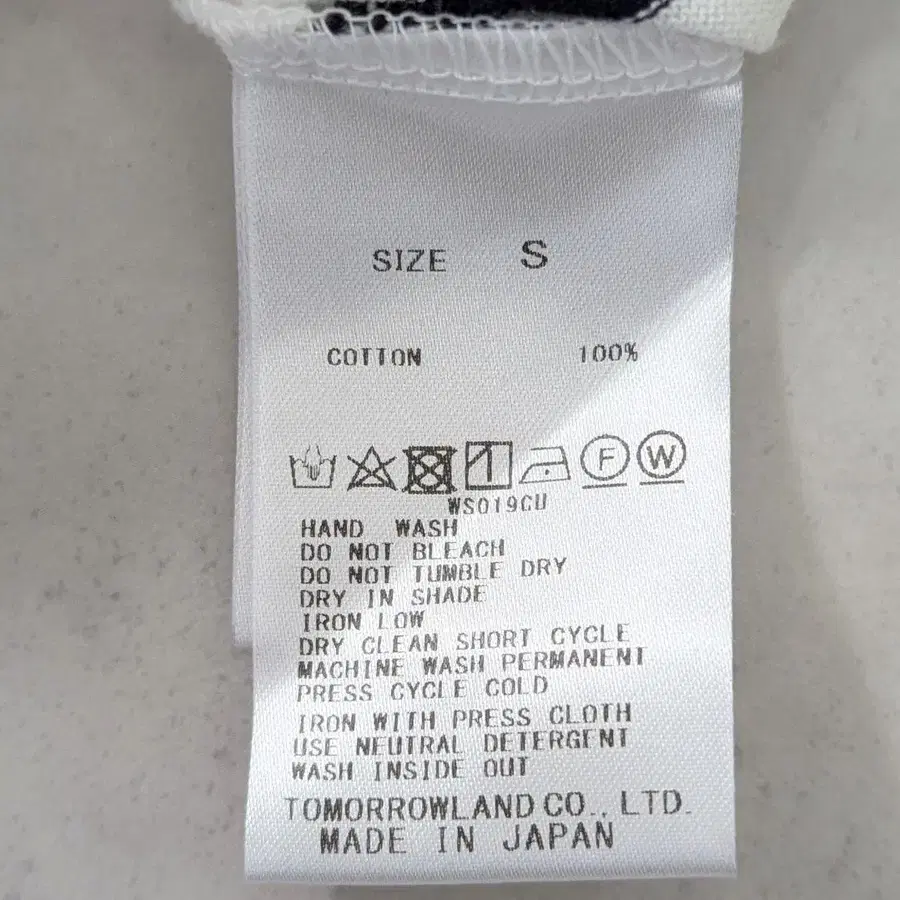 SIZE S
COTTON 100%
F W
WS019CU
HAND WASH
DO NOT BLEACH
DO NOT TUMBLE DRY
DRY IN SHADE
IRON LOW
DRY CLEAN SHORT CYCLE
MACHINE WASH PERMANENT
PRESS CYCLE COLD
IRON WITH PRESS CLOTH
USE NEUTRAL DETERGENT
WASH INSIDE OUT
TOMORROWLAND CO., LTD.
MADE IN JAPAN